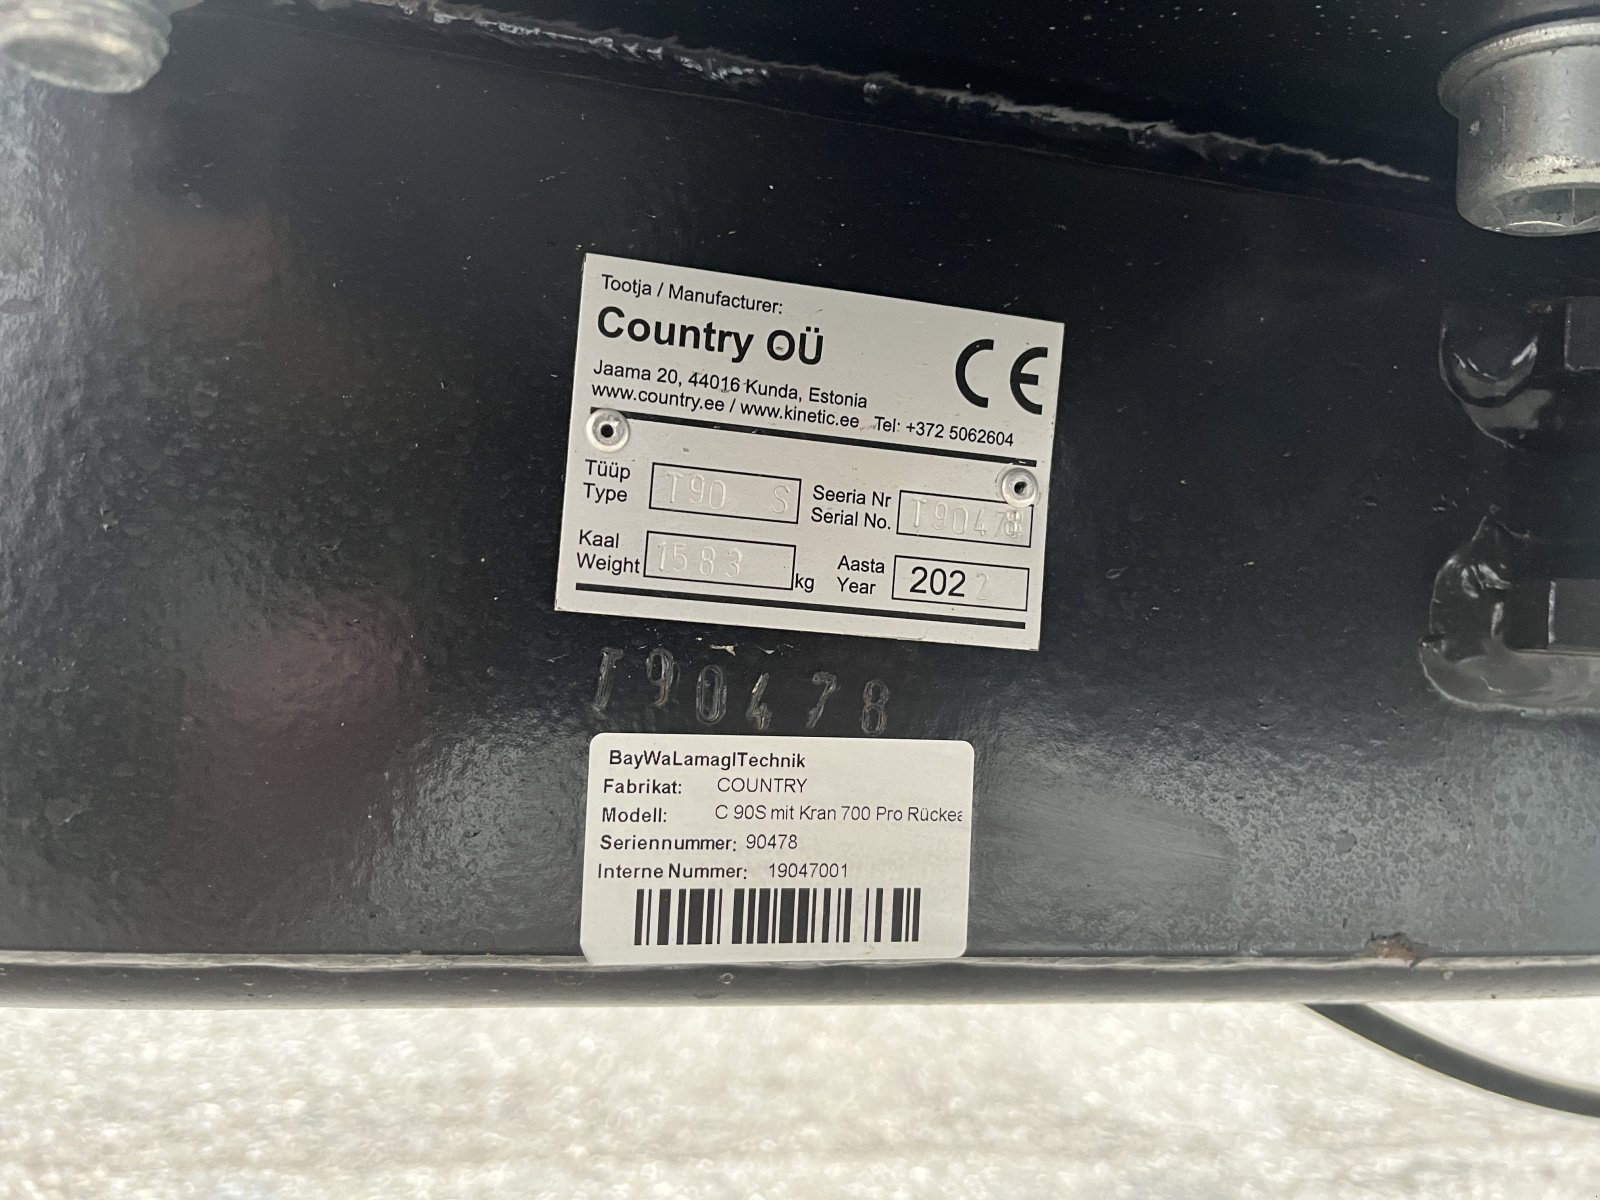 Tootja / Manufacturer:
Country OÜ
CE
Jaama 20, 44016 Kunda, Estonia
www.country.ee / www.kinetic.ee Tel: +372 5062604
Tüüp
Type
T90 S
Seeria Nr
Serial No.
T90478
Kaal
Weight
1583
kg
Aasta
Year
2022
T90478
BayWaLamaglTechnik
Fabrikat: COUNTRY
Modell: C 90S mit Kran 700 Pro Rückea
Seriennummer: 90478
Interne Nummer: 19047001